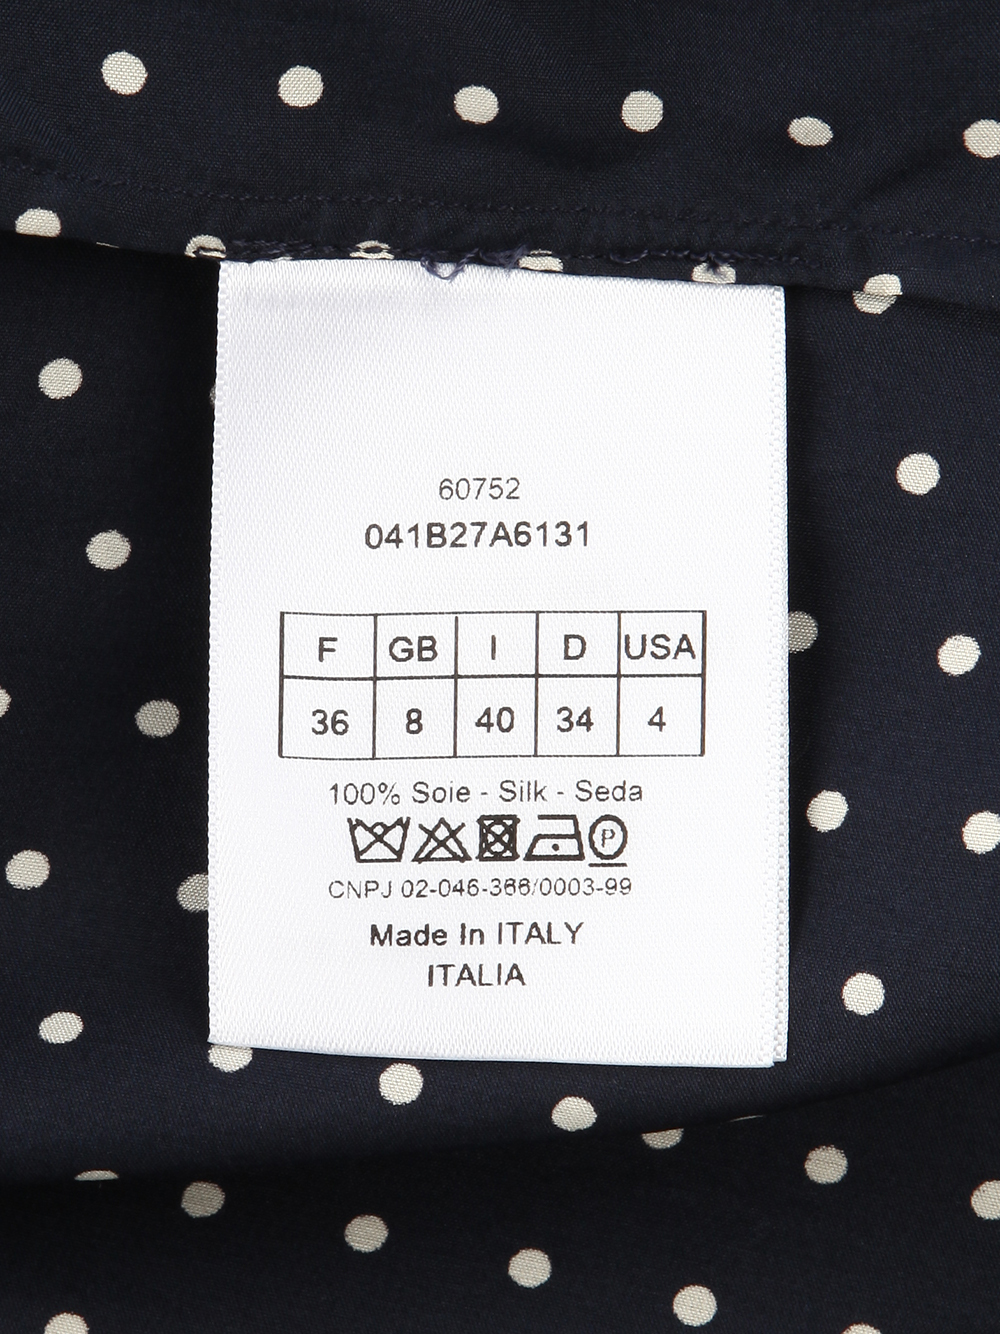 60752
041B27A6131
F GB I D USA
36 8 40 34 4
100% Soie - Silk - Seda
P
CNPJ 02-046-366/0003-99
Made In ITALY
ITALIA